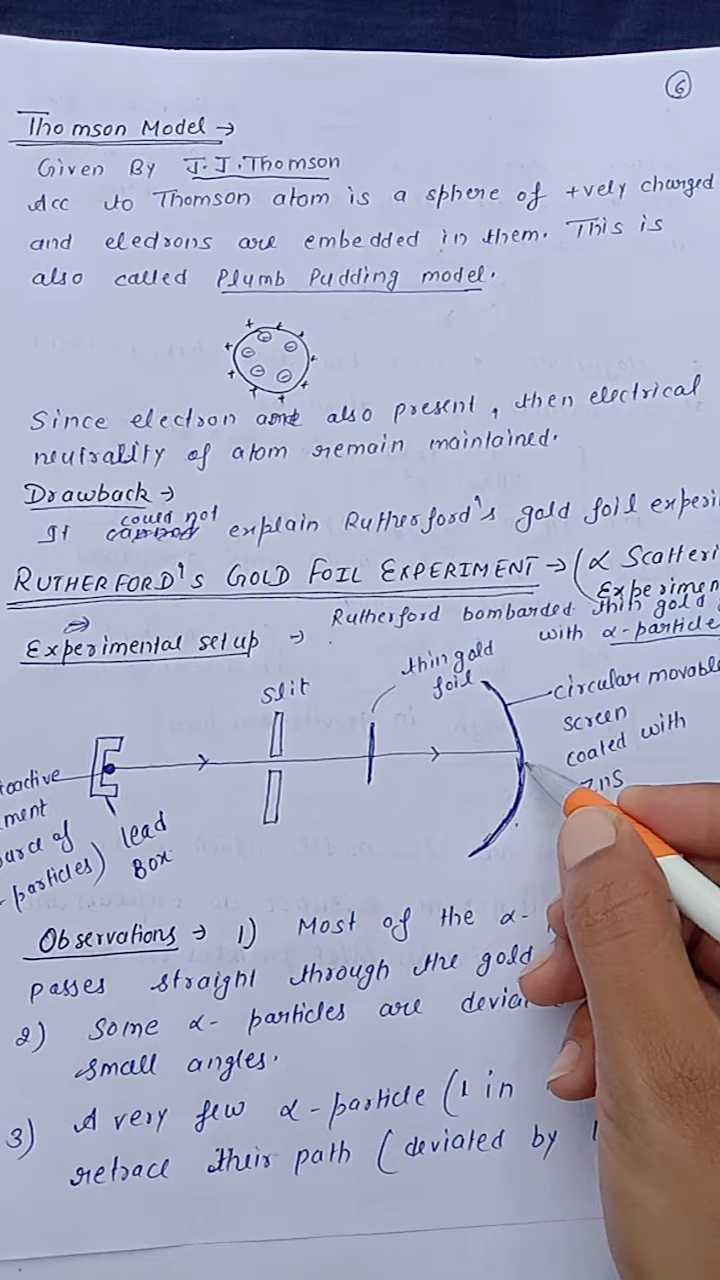 6
Thomson Model →
Given By J.J.Thomson
Acc to Thomson atom is a sphere of +vely charged
and eledrons are embedded in them. This is
also called Plumb Pudding model.
Since electron also present, then electrical
neutrality of atom remain maintained.
Drawback →
It could not explain Rutherford's gold foil experi
RUTHERFORD'S GOLD FOIL EXPERIMENT → (α Scatteri
Experimen
Rutherford bombarded thin gold
with α-particle
Experimental setup →
thin gold
foil
slit
circular movable
screen
coated with
ZnS
oactive
ment
particles)
lead
Box
Observations → 1) Most of the α-
passes straight through the gold
2) Some α- particles are devia
small angles.
3) A very few α-particle (1 in
retrace their path (deviated by 1